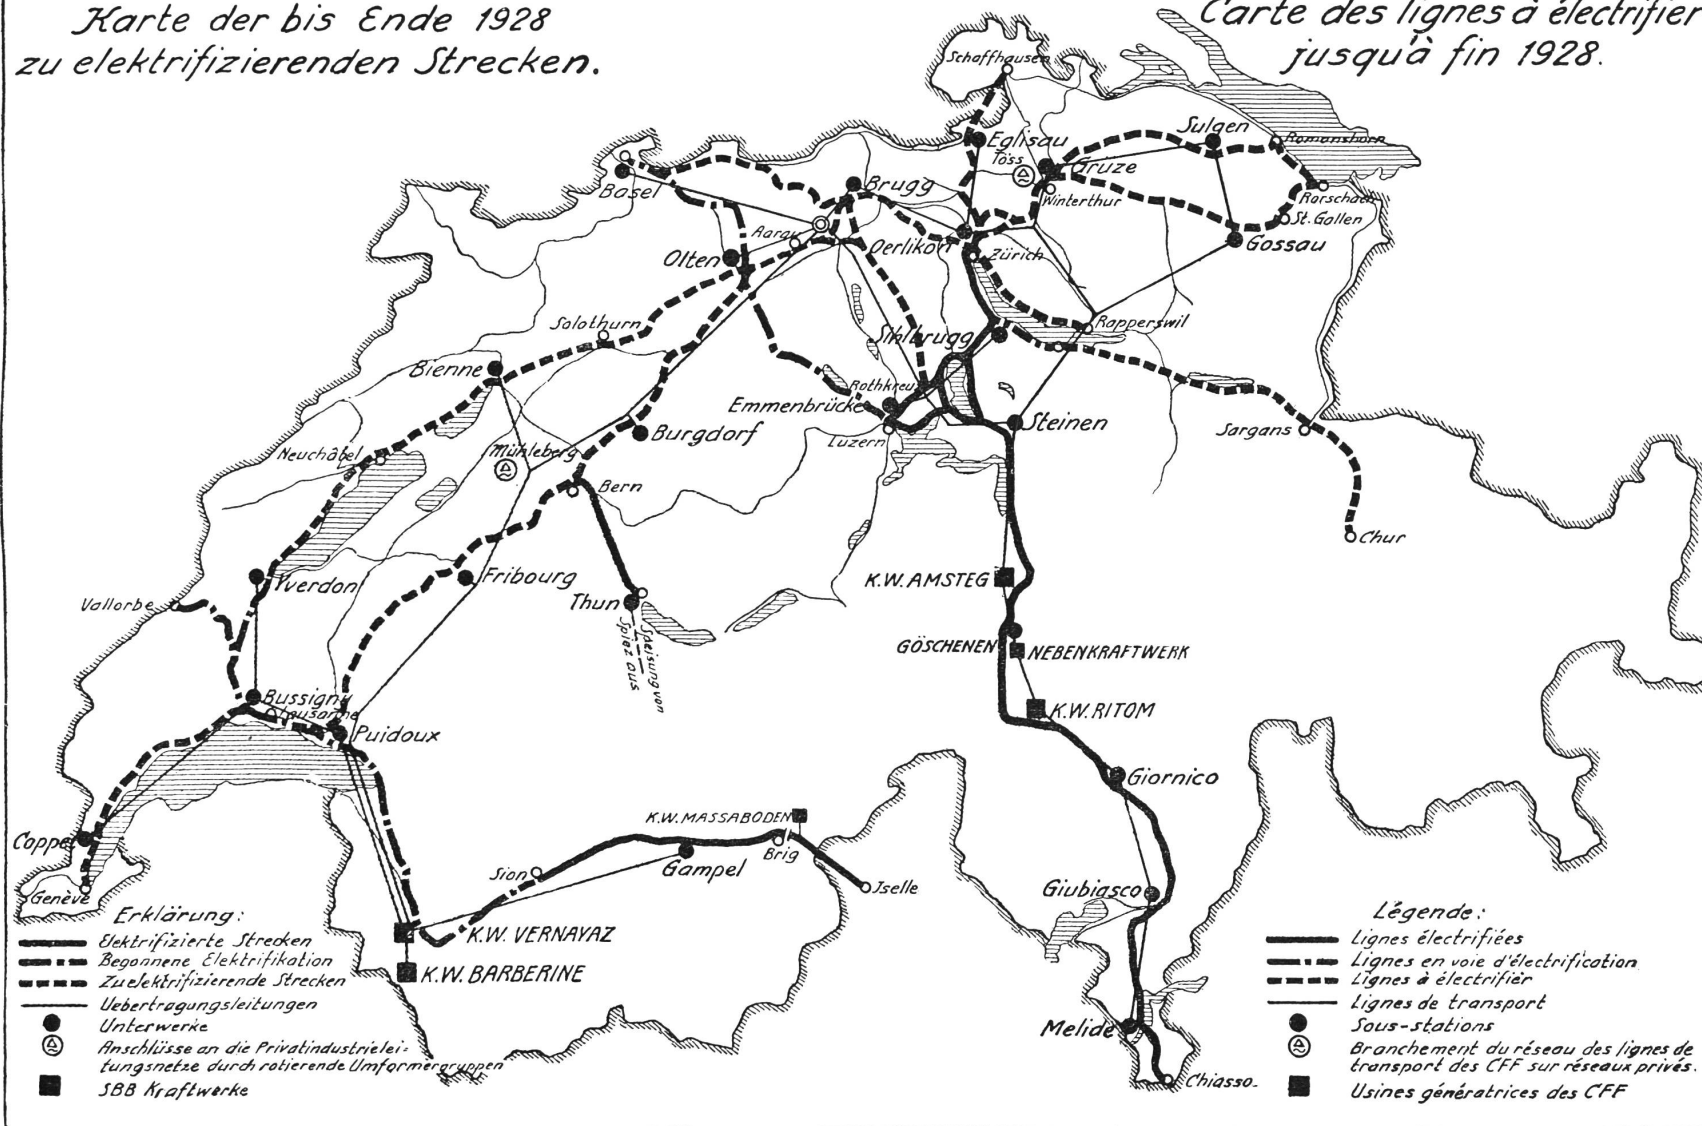 Karte der bis Ende 1928
zu elektrifizierenden Strecken.
Carte des lignes à électrifier
jusqu'à fin 1928.
Schaffhausen
Eglisau
Töss
Sulgen
Romanshorn
Grüze
Winterthur
Rorschach
St. Gallen
Gossau
Basel
Brugg
Aarau
Olten
Oerlikon
Zürich
Solothurn
Sihlbrugg
Rapperswil
Bienne
Rothkreuz
Emmenbrücke
Luzern
Steinen
Sargans
Burgdorf
Neuchâtel
Mühleberg
Bern
Chur
Yverdon
Fribourg
Vallorbe
Thun
Speisung von
Spiez aus
K.W. AMSTEG
GÖSCHENEN
NEBENKRAFTWERK
K.W. RITOM
Bussigny
Lausanne
Puidoux
Giornico
K.W. MASSABODEN
Brig
Coppet
Sion
Gampel
Iselle
Genève
Giubiasco
K.W. VERNAYAZ
K.W. BARBERINE
Melide
Chiasso.
Erklärung:
Elektrifizierte Strecken
Begonnene Elektrifikation
Zu elektrifizierende Strecken
Uebertragungsleitungen
Unterwerke
Anschlüsse an die Privatindustrielei-
tungsnetze durch rotierende Umformergruppen
SBB Kraftwerke
Légende:
Lignes électrifiées
Lignes en voie d'électrification
Lignes à électrifier
Lignes de transport
Sous-stations
Branchement du réseau des lignes de
transport des CFF sur réseaux privés.
Usines génératrices des CFF